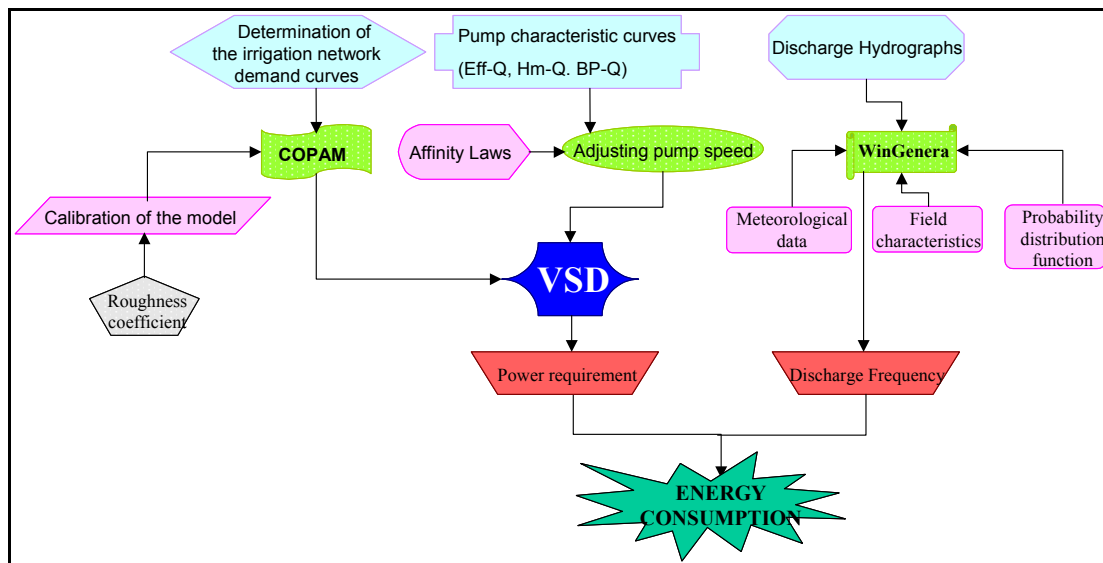 Determination of
the irrigation network
demand curves
Pump characteristic curves
(Eff-Q, Hm-Q. BP-Q)
Discharge Hydrographs
COPAM
Affinity Laws
Adjusting pump speed
WinGenera
Calibration of the model
Meteorological
data
Field
characteristics
Probability
distribution
function
Roughness
coefficient
VSD
Power requirement
Discharge Frequency
ENERGY
CONSUMPTION